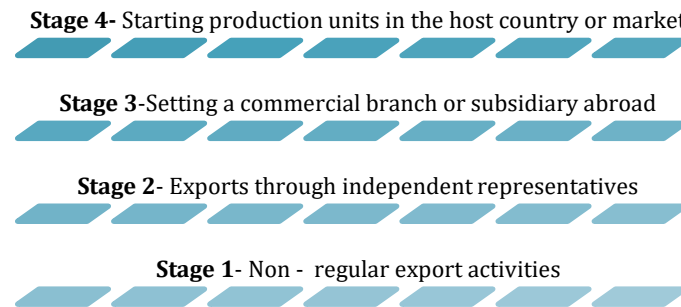 Stage 4- Starting production units in the host country or market
Stage 3-Setting a commercial branch or subsidiary abroad
Stage 2- Exports through independent representatives
Stage 1- Non - regular export activities